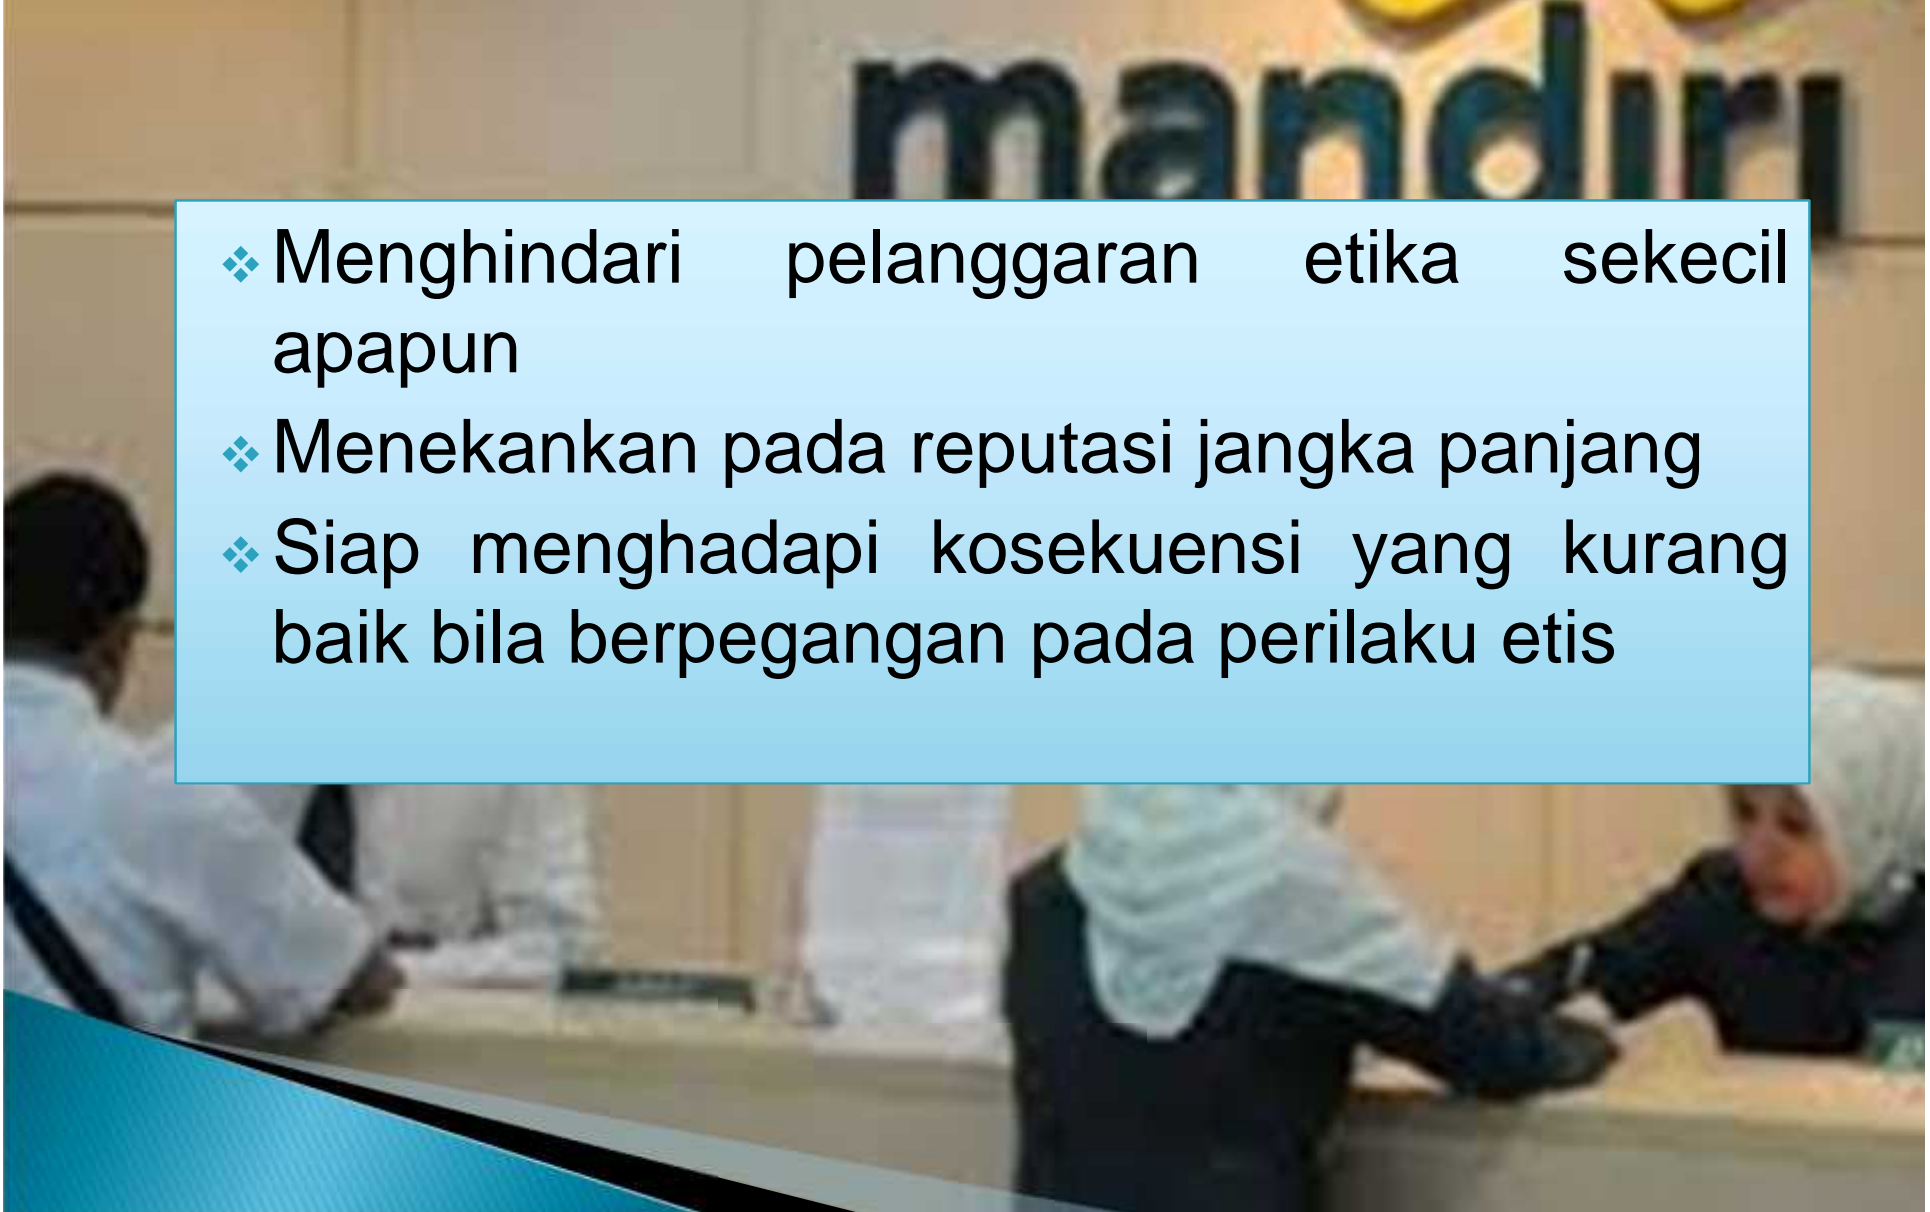 mandiri
Menghindari pelanggaran etika sekecil
apapun
Menekankan pada reputasi jangka panjang
Siap menghadapi kosekuensi yang kurang
baik bila berpegangan pada perilaku etis